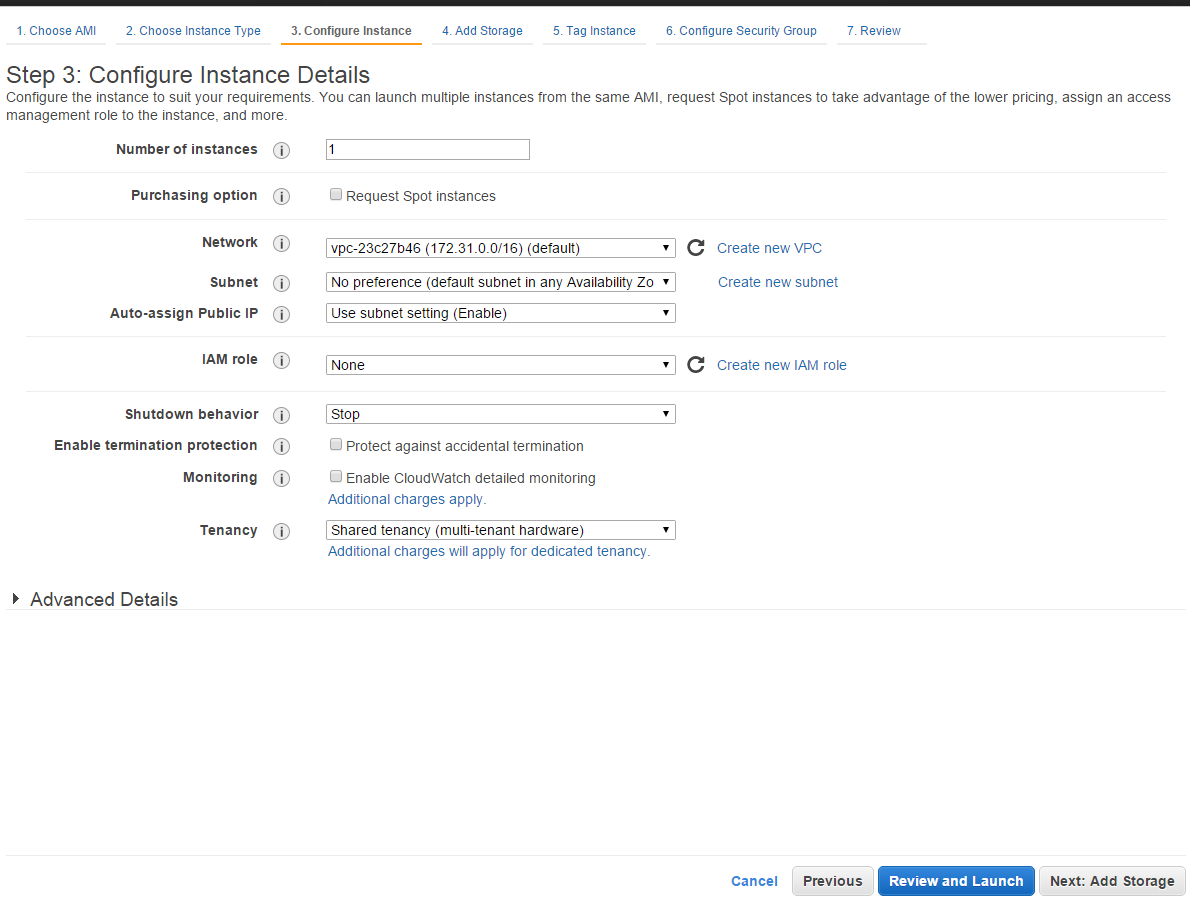 1. Choose AMI 2. Choose Instance Type 3. Configure Instance 4. Add Storage 5. Tag Instance 6. Configure Security Group 7. Review
Step 3: Configure Instance Details
Configure the instance to suit your requirements. You can launch multiple instances from the same AMI, request Spot instances to take advantage of the lower pricing, assign an access
management role to the instance, and more.
Number of instances i 1
Purchasing option i Request Spot instances
Network i vpc-23c27b46 (172.31.0.0/16) (default) Create new VPC
Subnet i No preference (default subnet in any Availability Zo Create new subnet
Auto-assign Public IP i Use subnet setting (Enable)
IAM role i None Create new IAM role
Shutdown behavior i Stop
Enable termination protection i Protect against accidental termination
Monitoring i Enable CloudWatch detailed monitoring
Additional charges apply.
Tenancy i Shared tenancy (multi-tenant hardware)
Additional charges will apply for dedicated tenancy.
Advanced Details
Cancel Previous Review and Launch Next: Add Storage